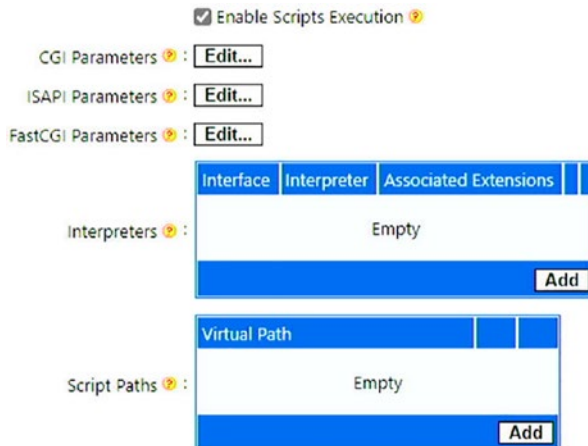 Enable Scripts Execution
CGI Parameters : Edit...
ISAPI Parameters : Edit...
FastCGI Parameters : Edit...
Interface Interpreter Associated Extensions
Interpreters : Empty
Add
Virtual Path
Script Paths : Empty
Add